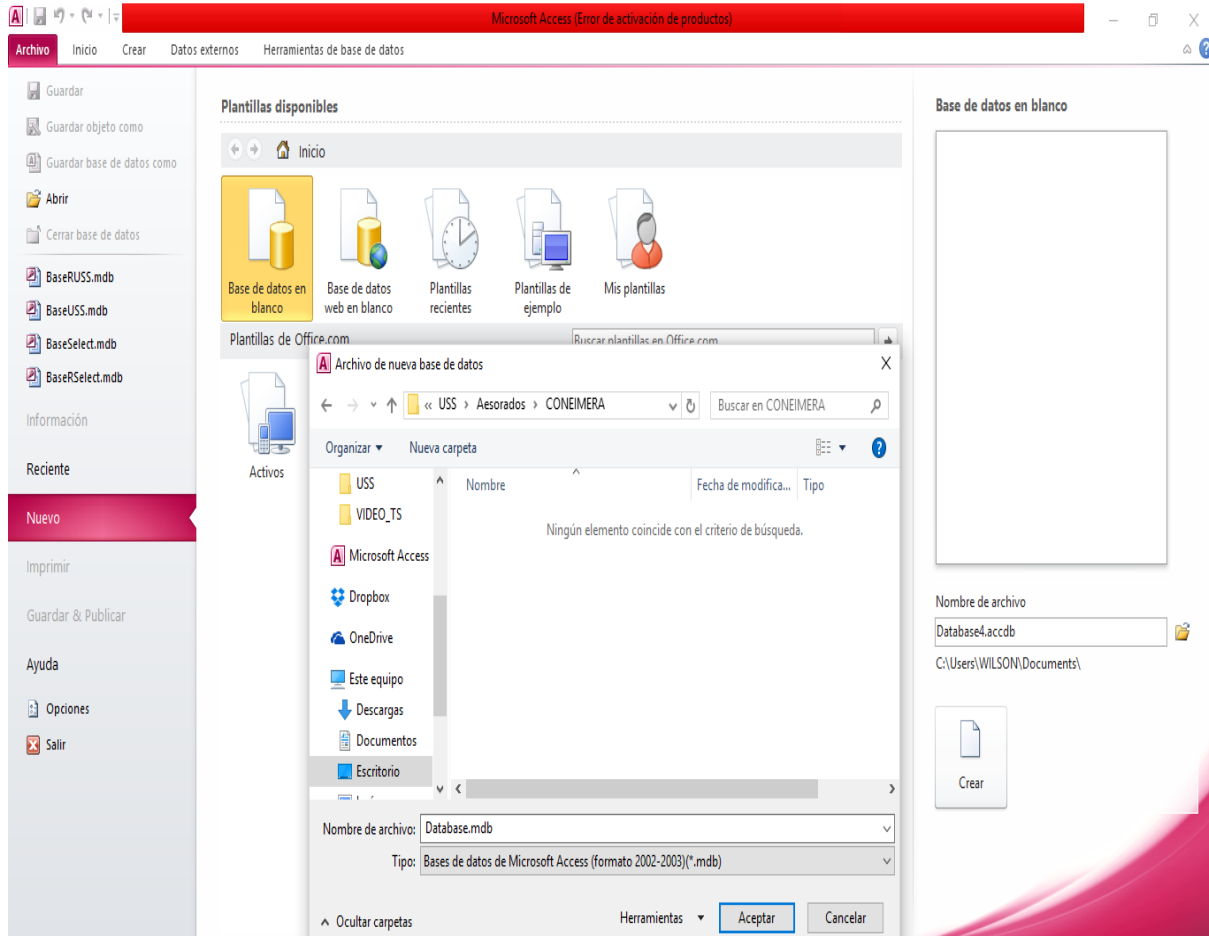 Microsoft Access (Error de activación de productos)
Archivo Inicio Crear Datos externos Herramientas de base de datos
Guardar
Guardar objeto como
Guardar base de datos como
Abrir
Cerrar base de datos
BaseRUSS.mdb
BaseUSS.mdb
BaseSelect.mdb
BaseRSelect.mdb
Información
Reciente
Nuevo
Imprimir
Guardar & Publicar
Ayuda
Opciones
Salir
Plantillas disponibles
Inicio
Base de datos en blanco
Base de datos web en blanco
Plantillas recientes
Plantillas de ejemplo
Mis plantillas
Plantillas de Office.com
Buscar plantillas en Office.com
Activos
Archivo de nueva base de datos
« USS > Aesorados > CONEIMERA
Buscar en CONEIMERA
Organizar
Nueva carpeta
USS
VIDEO_TS
Microsoft Access
Dropbox
OneDrive
Este equipo
Descargas
Documentos
Escritorio
Nombre Fecha de modifica... Tipo
Ningún elemento coincide con el criterio de búsqueda.
Nombre de archivo: Database.mdb
Tipo: Bases de datos de Microsoft Access (formato 2002-2003)(*.mdb)
Ocultar carpetas
Herramientas
Aceptar
Cancelar
Base de datos en blanco
Nombre de archivo
Database4.accdb
C:\Users\WILSON\Documents\
Crear